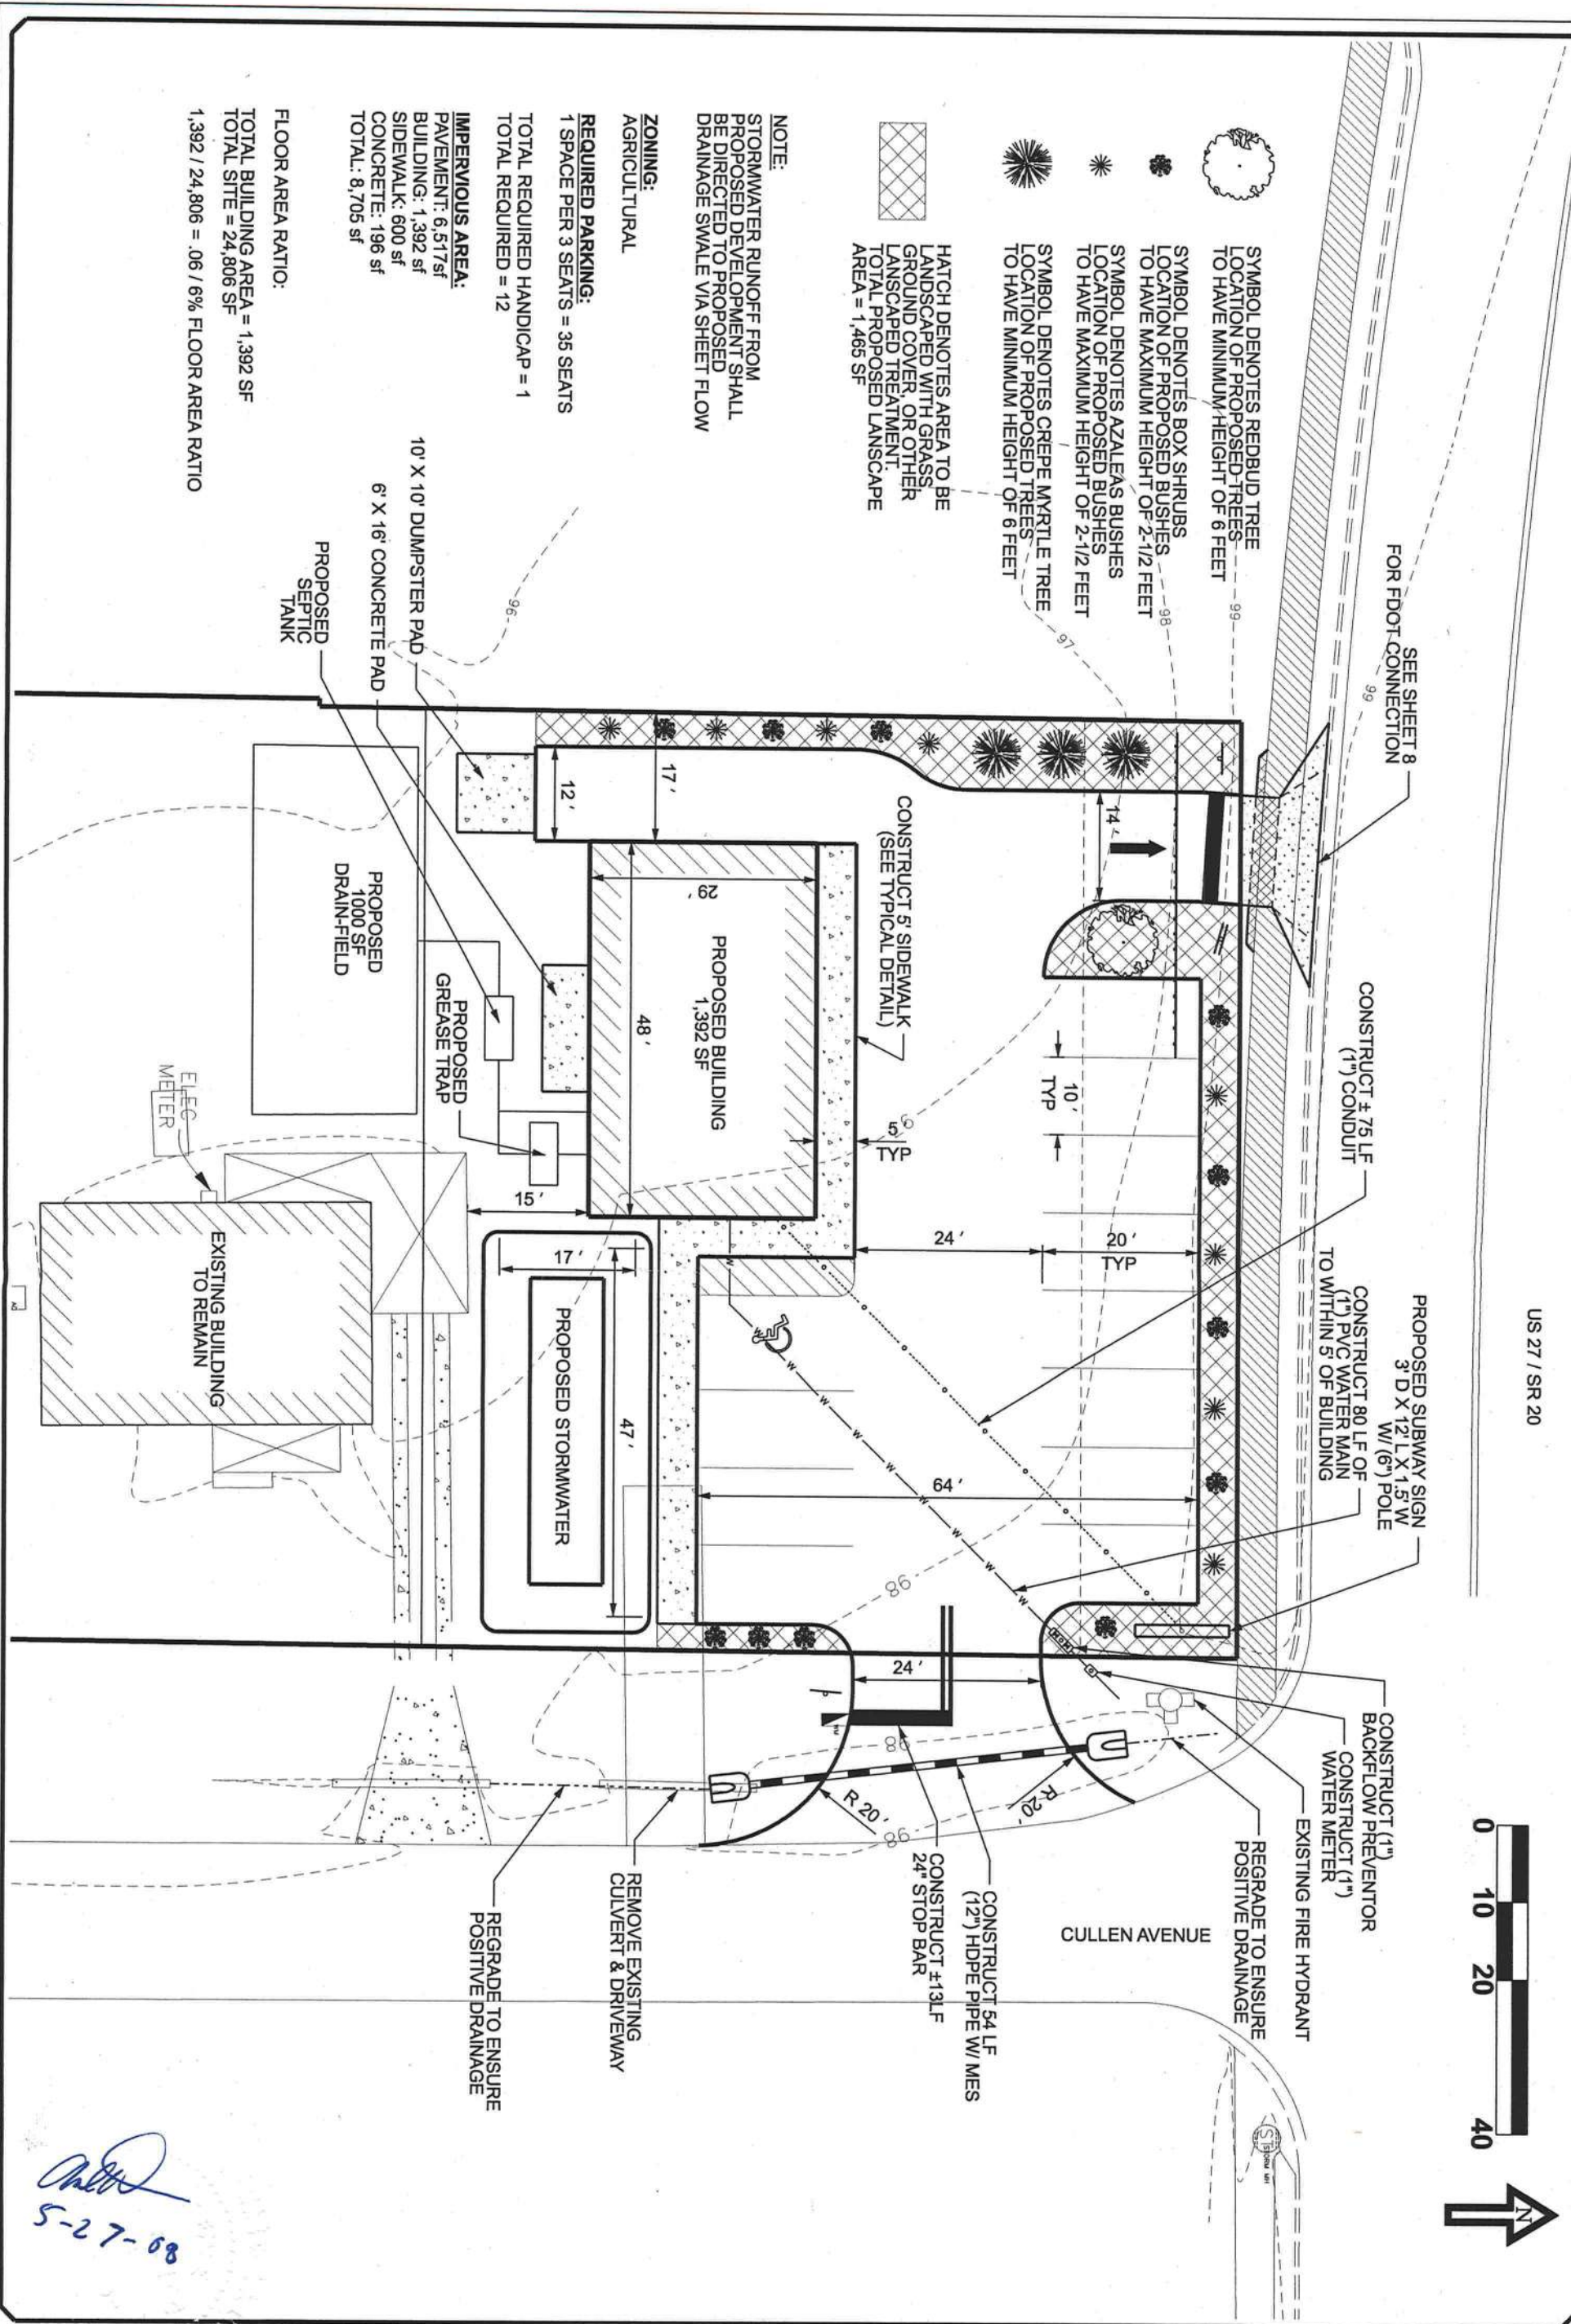 US 27 / SR 20
0 10 20 40
N
SEE SHEET 8
FOR FDOT CONNECTION
CONSTRUCT ± 75 LF
(1") CONDUIT
PROPOSED SUBWAY SIGN
3' D X 12' L X 1.5' W
W/ (6") POLE
CONSTRUCT 80 LF OF
(1") PVC WATER MAIN
TO WITHIN 5' OF BUILDING
CONSTRUCT (1")
BACKFLOW PREVENTOR
CONSTRUCT (1")
WATER METER
EXISTING FIRE HYDRANT
REGRADE TO ENSURE
POSITIVE DRAINAGE
STORM MH
SYMBOL DENOTES REDBUD TREE
LOCATION OF PROPOSED TREES
TO HAVE MINIMUM HEIGHT OF 6 FEET
SYMBOL DENOTES BOX SHRUBS
LOCATION OF PROPOSED BUSHES
TO HAVE MAXIMUM HEIGHT OF 2-1/2 FEET
SYMBOL DENOTES AZALEAS BUSHES
LOCATION OF PROPOSED BUSHES
TO HAVE MAXIMUM HEIGHT OF 2-1/2 FEET
SYMBOL DENOTES CREPE MYRTLE TREE
LOCATION OF PROPOSED TREES
TO HAVE MINIMUM HEIGHT OF 6 FEET
HATCH DENOTES AREA TO BE
LANDSCAPED WITH GRASS,
GROUND COVER, OR OTHER
LANSCAPED TREATMENT.
TOTAL PROPOSED LANSCAPE
AREA = 1,465 SF
NOTE:
STORMWATER RUNOFF FROM
PROPOSED DEVELOPMENT SHALL
BE DIRECTED TO PROPOSED
DRAINAGE SWALE VIA SHEET FLOW
ZONING:
AGRICULTURAL
REQUIRED PARKING:
1 SPACE PER 3 SEATS = 35 SEATS
TOTAL REQUIRED HANDICAP = 1
TOTAL REQUIRED = 12
IMPERVIOUS AREA:
PAVEMENT: 6,517sf
BUILDING: 1,392 sf
SIDEWALK: 600 sf
CONCRETE: 196 sf
TOTAL: 8,705 sf
FLOOR AREA RATIO:
TOTAL BUILDING AREA = 1,392 SF
TOTAL SITE = 24,806 SF
1,392 / 24,806 = .06 / 6% FLOOR AREA RATIO
99
99
98
97
96
14'
10'
TYP
20'
TYP
24'
64'
24'
CONSTRUCT 5' SIDEWALK
(SEE TYPICAL DETAIL)
5'
TYP
17'
12'
29'
PROPOSED BUILDING
1,392 SF
48'
15'
10' X 10' DUMPSTER PAD
6' X 16' CONCRETE PAD
PROPOSED
SEPTIC
TANK
PROPOSED
GREASE TRAP
PROPOSED
1000 SF
DRAIN-FIELD
ELEC
METER
17'
47'
PROPOSED STORMWATER
EXISTING BUILDING
TO REMAIN
98
98
98
R 20'
R 20'
CULLEN AVENUE
CONSTRUCT 54 LF
(12") HDPE PIPE W/ MES
CONSTRUCT ±13LF
24" STOP BAR
REMOVE EXISTING
CULVERT & DRIVEWAY
REGRADE TO ENSURE
POSITIVE DRAINAGE
5-27-08